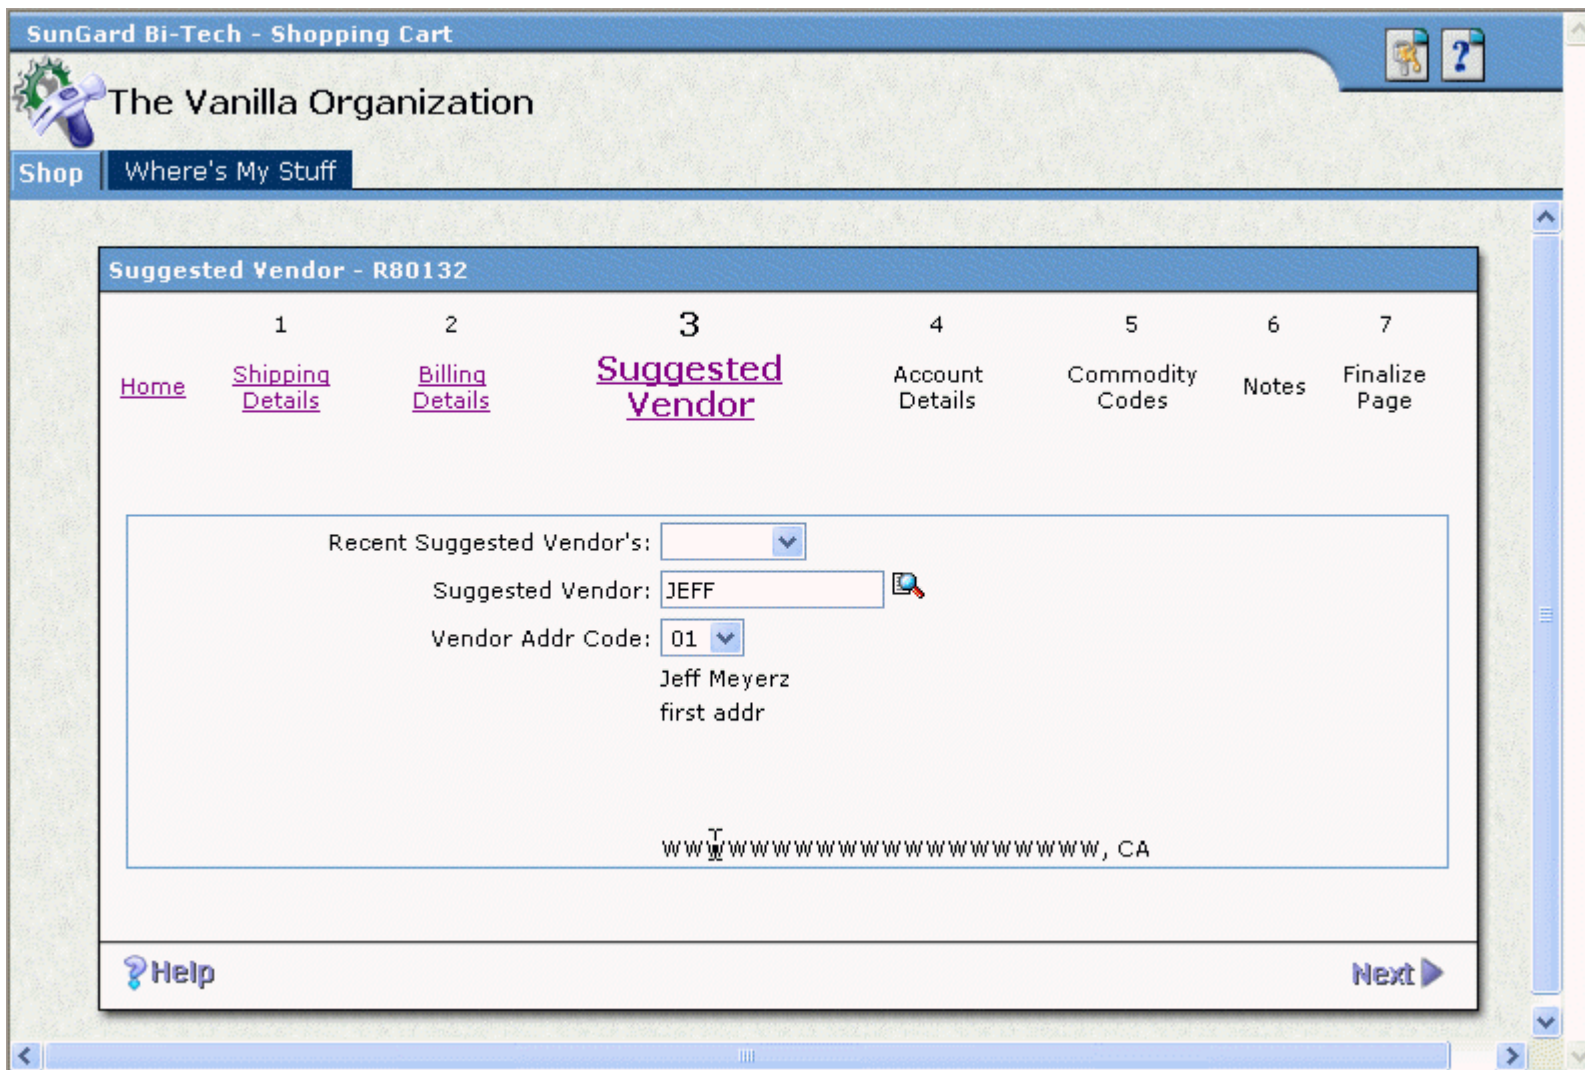 SunGard Bi-Tech - Shopping Cart
The Vanilla Organization
Shop Where's My Stuff
Suggested Vendor - R80132
1 2 3 4 5 6 7
Home Shipping Details Billing Details Suggested Vendor Account Details Commodity Codes Notes Finalize Page
Recent Suggested Vendor's:
Suggested Vendor: JEFF
Vendor Addr Code: 01
Jeff Meyerz
first addr
WWWWWWWWWWWWWWWWWWWW, CA
? Help Next